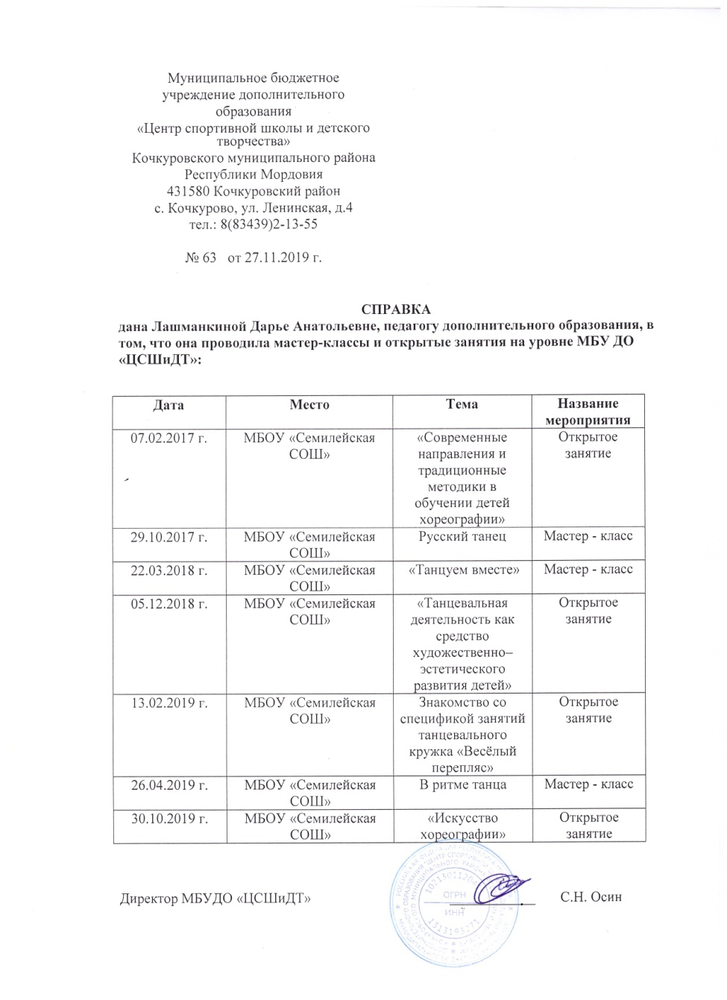 Муниципальное бюджетное
учреждение дополнительного
образования
«Центр спортивной школы и детского
творчества»
Кочкуровского муниципального района
Республики Мордовия
431580 Кочкуровский район
с. Кочкурово, ул. Ленинская, д.4
тел.: 8(83439)2-13-55
№ 63 от 27.11.2019 г.
СПРАВКА
дана Лашманкиной Дарье Анатольевне, педагогу дополнительного образования, в
том, что она проводила мастер-классы и открытые занятия на уровне МБУ ДО
«ЦСШиДТ»:
Дата Место Тема Название
мероприятия
07.02.2017 г. МБОУ «Семилейская «Современные Открытое
СОШ» направления и занятие
традиционные
методики в
обучении детей
хореографии»
29.10.2017 г. МБОУ «Семилейская Русский танец Мастер - класс
СОШ»
22.03.2018 г. МБОУ «Семилейская «Танцуем вместе» Мастер - класс
СОШ»
05.12.2018 г. МБОУ «Семилейская «Танцевальная Открытое
СОШ» деятельность как занятие
средство
художественно–
эстетического
развития детей»
13.02.2019 г. МБОУ «Семилейская Знакомство со Открытое
СОШ» спецификой занятий занятие
танцевального
кружка «Весёлый
перепляс»
26.04.2019 г. МБОУ «Семилейская В ритме танца Мастер - класс
СОШ»
30.10.2019 г. МБОУ «Семилейская «Искусство Открытое
СОШ» хореографии» занятие
Директор МБУДО «ЦСШиДТ» С.Н. Осин
ОГРН
ИНН